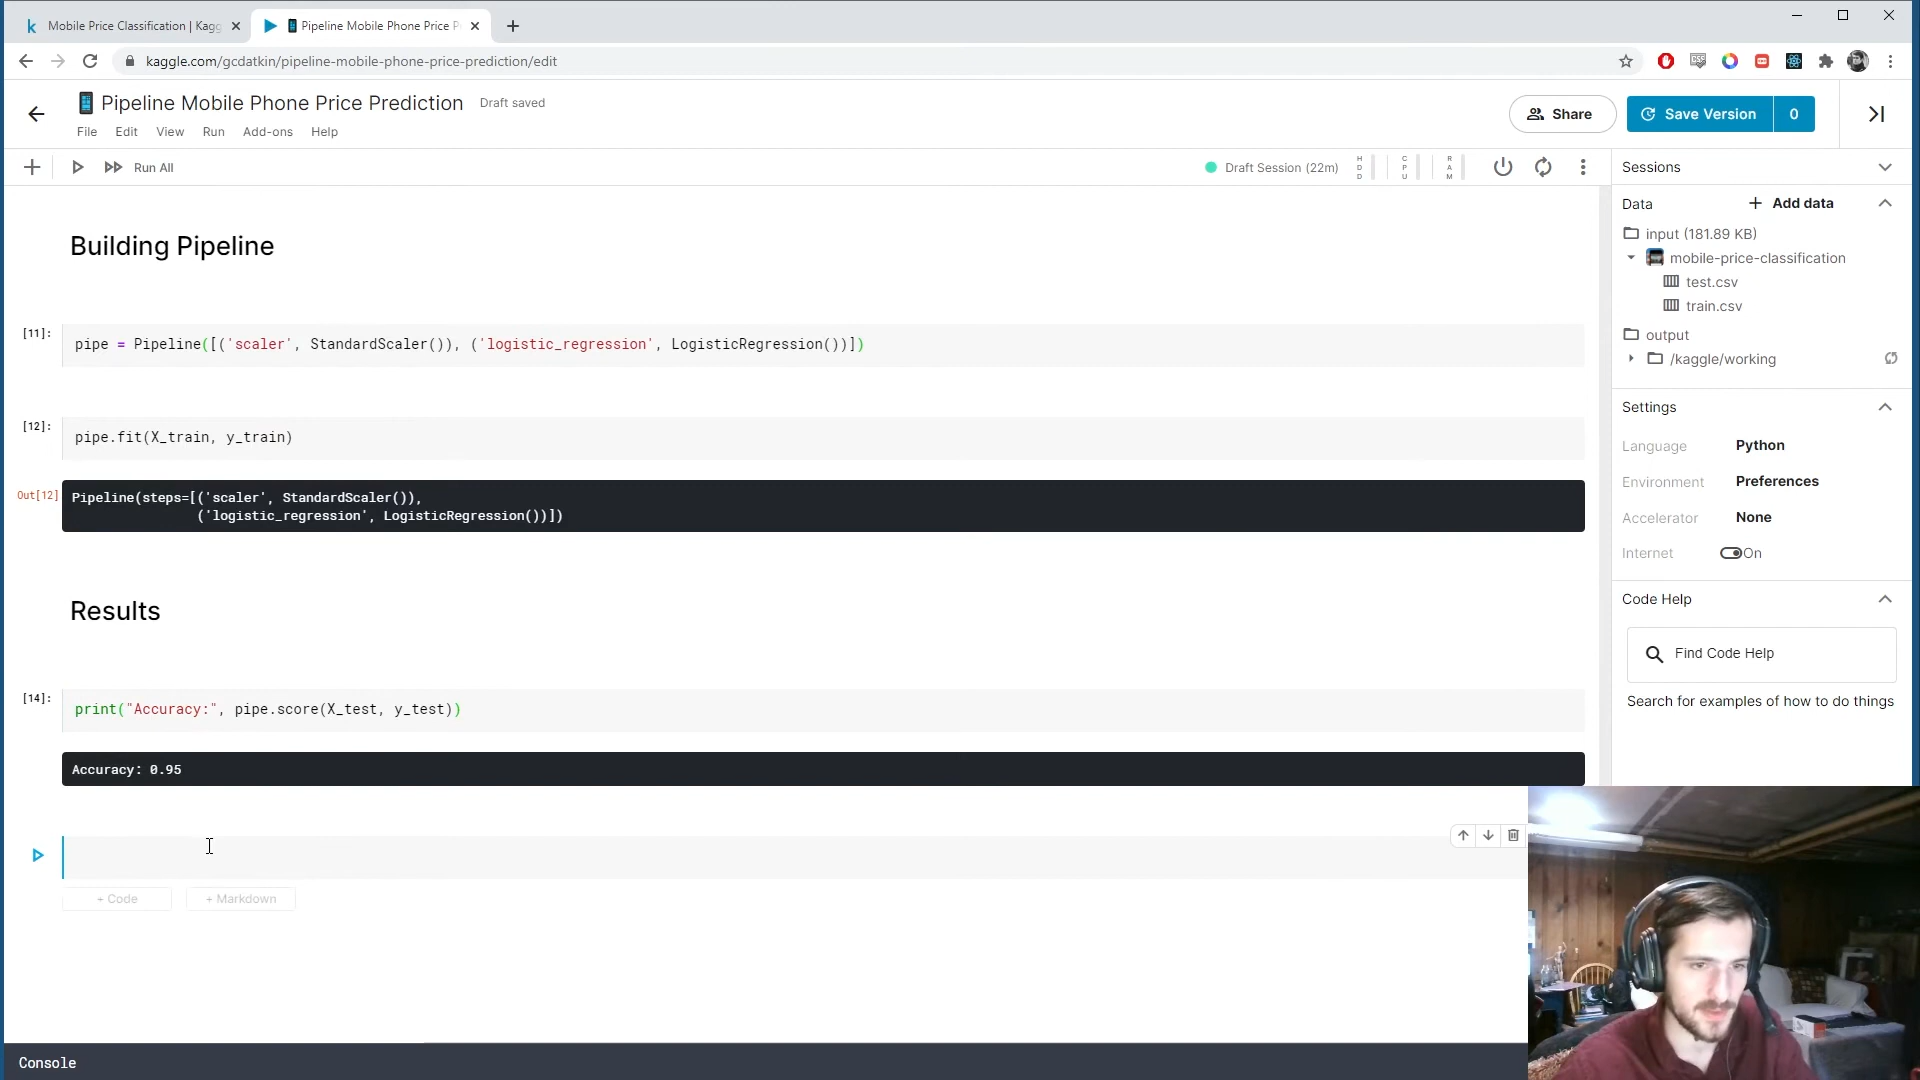 Mobile Price Classification | Kagg
Pipeline Mobile Phone Price P
kaggle.com/gcdatkin/pipeline-mobile-phone-price-prediction/edit
Pipeline Mobile Phone Price Prediction
Draft saved
File Edit View Run Add-ons Help
Share
Save Version 0
Run All
Draft Session (22m)
HDD
CPU
RAM
Building Pipeline
[11]:
pipe = Pipeline([('scaler', StandardScaler()), ('logistic_regression', LogisticRegression())])
[12]:
pipe.fit(X_train, y_train)
Out[12]
Pipeline(steps=[('scaler', StandardScaler()),
('logistic_regression', LogisticRegression())])
Results
[14]:
print("Accuracy:", pipe.score(X_test, y_test))
Accuracy: 0.95
+ Code
+ Markdown
Console
Sessions
Data
+ Add data
input (181.89 KB)
mobile-price-classification
test.csv
train.csv
output
/kaggle/working
Settings
Language Python
Environment Preferences
Accelerator None
Internet On
Code Help
Find Code Help
Search for examples of how to do things